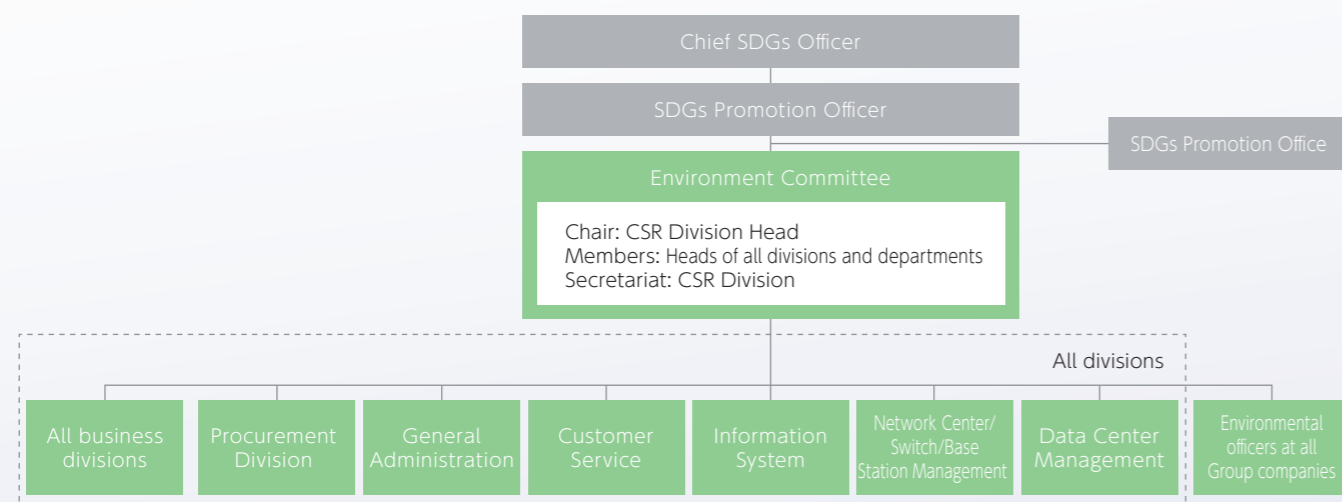 Chief SDGs Officer
SDGs Promotion Officer
SDGs Promotion Office
Environment Committee
Chair: CSR Division Head
Members: Heads of all divisions and departments
Secretariat: CSR Division
All divisions
All business
divisions
Procurement
Division
General
Administration
Customer
Service
Information
System
Network Center/
Switch/Base
Station Management
Data Center
Management
Environmental
officers at all
Group companies